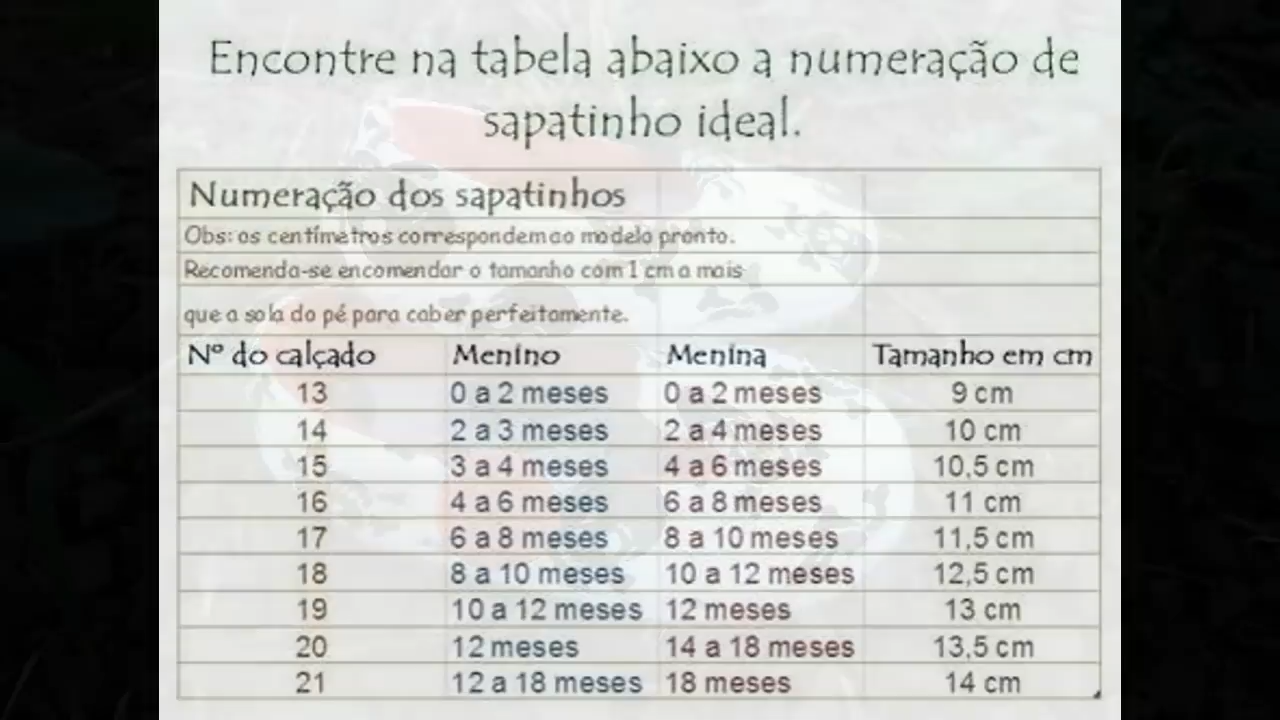 Encontre na tabela abaixo a numeração de
sapatinho ideal.
Numeração dos sapatinhos
Obs: os centímetros correspondem ao modelo pronto.
Recomenda-se encomendar o tamanho com 1 cm a mais
que a sola do pé para caber perfeitamente.
Nº do calçado Menino Menina Tamanho em cm
13 0 a 2 meses 0 a 2 meses 9 cm
14 2 a 3 meses 2 a 4 meses 10 cm
15 3 a 4 meses 4 a 6 meses 10,5 cm
16 4 a 6 meses 6 a 8 meses 11 cm
17 6 a 8 meses 8 a 10 meses 11,5 cm
18 8 a 10 meses 10 a 12 meses 12,5 cm
19 10 a 12 meses 12 meses 13 cm
20 12 meses 14 a 18 meses 13,5 cm
21 12 a 18 meses 18 meses 14 cm